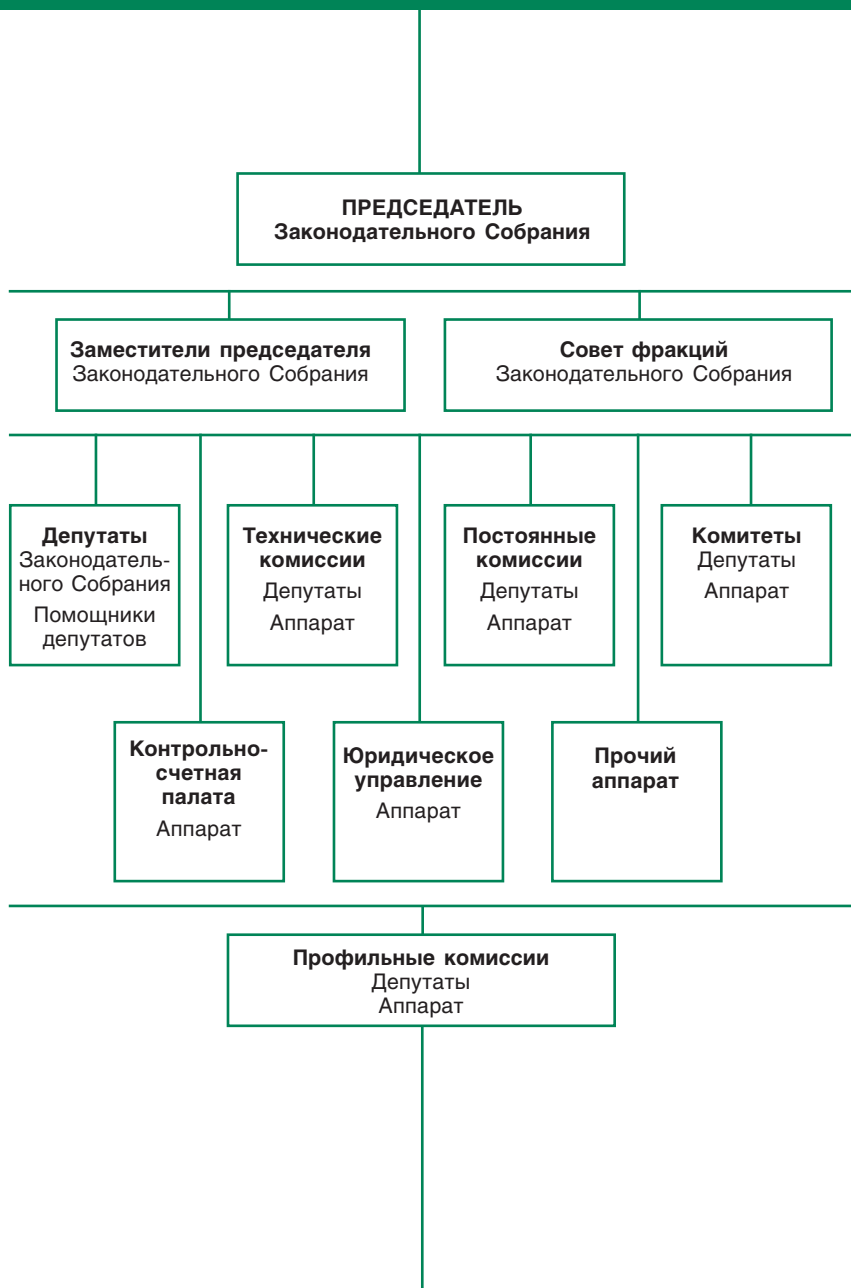 ПРЕДСЕДАТЕЛЬ
Законодательного Собрания
Заместители председателя
Законодательного Собрания
Совет фракций
Законодательного Собрания
Депутаты
Законодатель-
ного Собрания
Помощники
депутатов
Технические
комиссии
Депутаты
Аппарат
Постоянные
комиссии
Депутаты
Аппарат
Комитеты
Депутаты
Аппарат
Контрольно-
счетная
палата
Аппарат
Юридическое
управление
Аппарат
Прочий
аппарат
Профильные комиссии
Депутаты
Аппарат